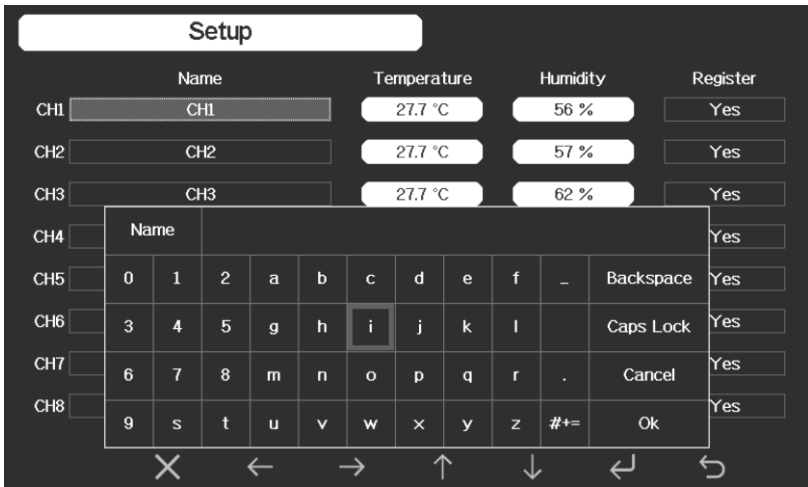 Setup
Name Temperature Humidity Register
CH1 CH1 27.7 °C 56 % Yes
CH2 CH2 27.7 °C 57 % Yes
CH3 CH3 27.7 °C 62 % Yes
CH4 Yes
CH5 Yes
CH6 Yes
CH7 Yes
CH8 Yes
Name
0 1 2 a b c d e f _ Backspace
3 4 5 g h i j k l Caps Lock
6 7 8 m n o p q r . Cancel
9 s t u v w x y z #+= Ok